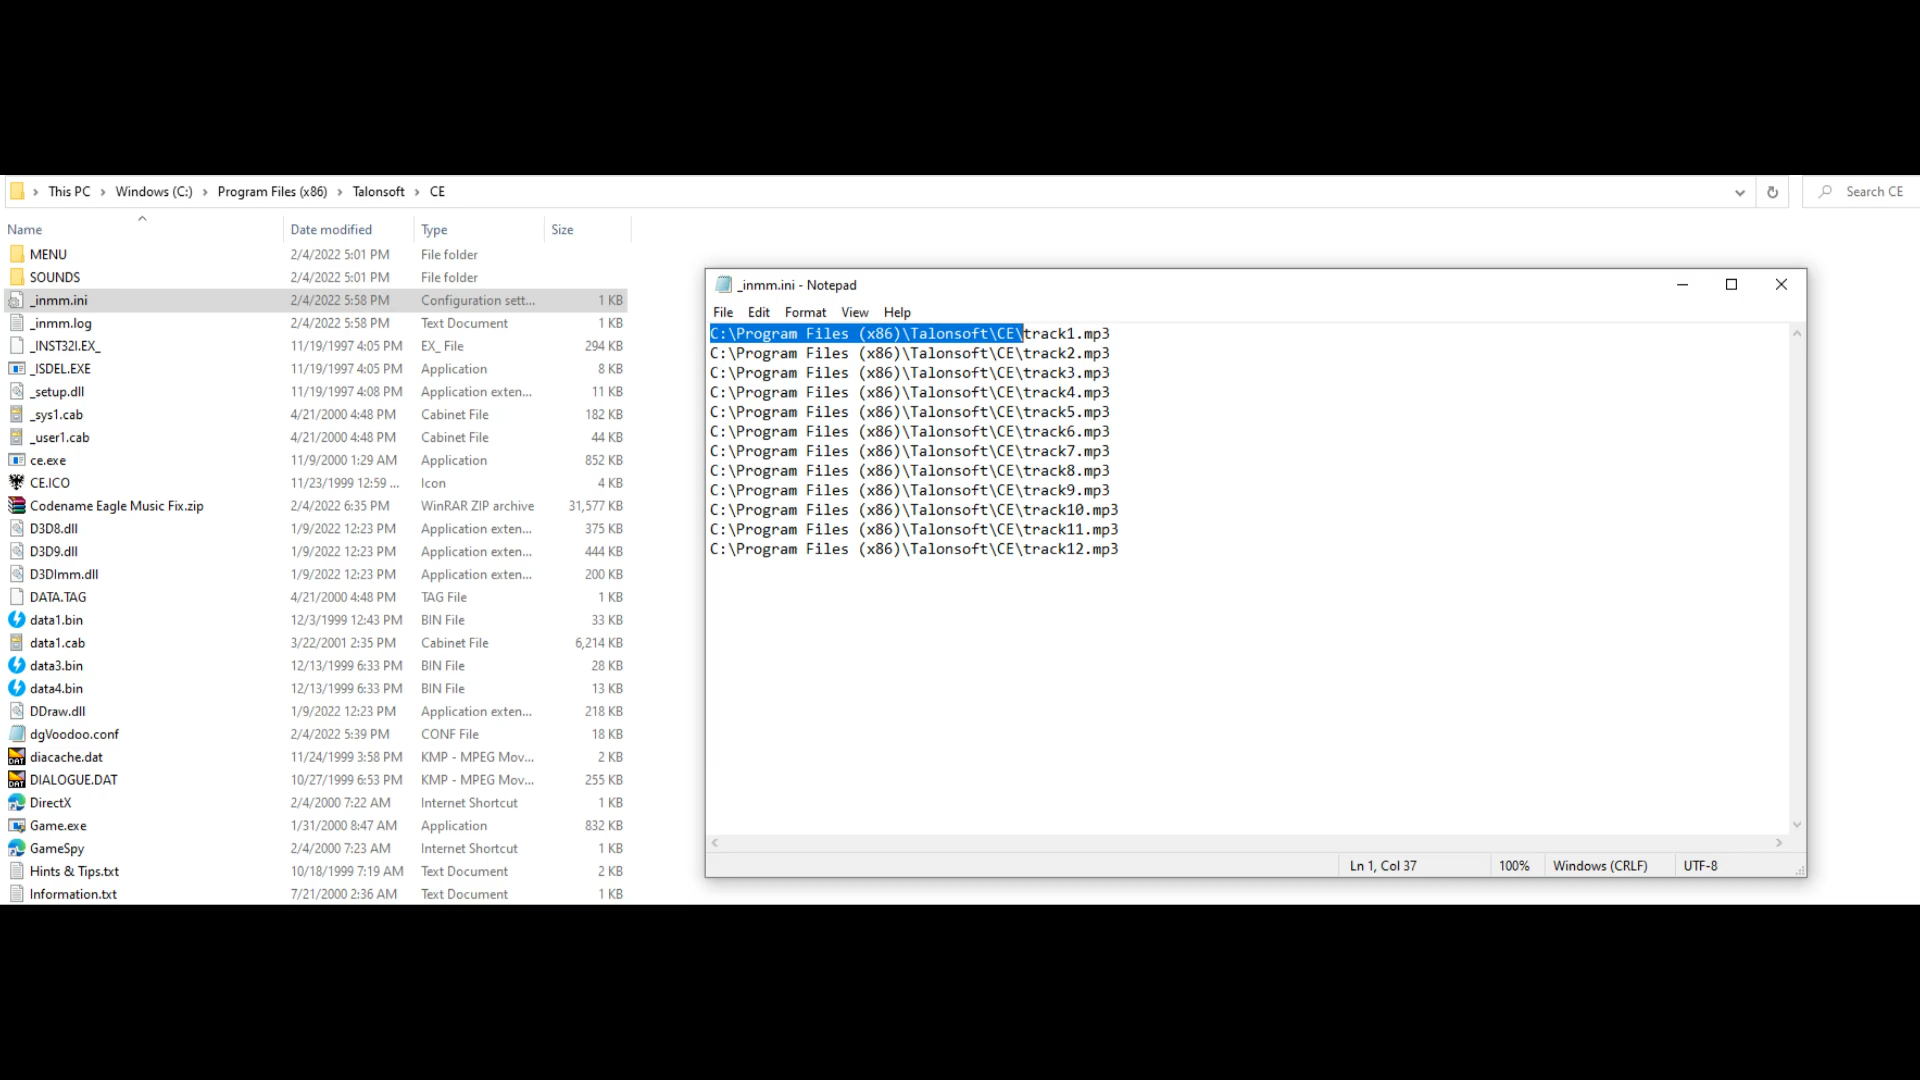 This PC > Windows (C:) > Program Files (x86) > Talonsoft > CE
Search CE
Name Date modified Type Size
MENU 2/4/2022 5:01 PM File folder
SOUNDS 2/4/2022 5:01 PM File folder
_inmm.ini 2/4/2022 5:58 PM Configuration sett... 1 KB
_inmm.log 2/4/2022 5:58 PM Text Document 1 KB
_INST32I.EX_ 11/19/1997 4:05 PM EX_ File 294 KB
_ISDEL.EXE 11/19/1997 4:05 PM Application 8 KB
_setup.dll 11/19/1997 4:08 PM Application exten... 11 KB
_sys1.cab 4/21/2000 4:48 PM Cabinet File 182 KB
_user1.cab 4/21/2000 4:48 PM Cabinet File 44 KB
ce.exe 11/9/2000 1:29 AM Application 852 KB
CE.ICO 11/23/1999 12:59 ... Icon 4 KB
Codename Eagle Music Fix.zip 2/4/2022 6:35 PM WinRAR ZIP archive 31,577 KB
D3D8.dll 1/9/2022 12:23 PM Application exten... 375 KB
D3D9.dll 1/9/2022 12:23 PM Application exten... 444 KB
D3DImm.dll 1/9/2022 12:23 PM Application exten... 200 KB
DATA.TAG 4/21/2000 4:48 PM TAG File 1 KB
data1.bin 12/3/1999 12:43 PM BIN File 33 KB
data1.cab 3/22/2001 2:35 PM Cabinet File 6,214 KB
data3.bin 12/13/1999 6:33 PM BIN File 28 KB
data4.bin 12/13/1999 6:33 PM BIN File 13 KB
DDraw.dll 1/9/2022 12:23 PM Application exten... 218 KB
dgVoodoo.conf 2/4/2022 5:39 PM CONF File 18 KB
diacache.dat 11/24/1999 3:58 PM KMP - MPEG Mov... 2 KB
DIALOGUE.DAT 10/27/1999 6:53 PM KMP - MPEG Mov... 255 KB
DirectX 2/4/2000 7:22 AM Internet Shortcut 1 KB
Game.exe 1/31/2000 8:47 AM Application 832 KB
GameSpy 2/4/2000 7:23 AM Internet Shortcut 1 KB
Hints & Tips.txt 10/18/1999 7:19 AM Text Document 2 KB
Information.txt 7/21/2000 2:36 AM Text Document 1 KB
_inmm.ini - Notepad
File Edit Format View Help
C:\Program Files (x86)\Talonsoft\CE\track1.mp3
C:\Program Files (x86)\Talonsoft\CE\track2.mp3
C:\Program Files (x86)\Talonsoft\CE\track3.mp3
C:\Program Files (x86)\Talonsoft\CE\track4.mp3
C:\Program Files (x86)\Talonsoft\CE\track5.mp3
C:\Program Files (x86)\Talonsoft\CE\track6.mp3
C:\Program Files (x86)\Talonsoft\CE\track7.mp3
C:\Program Files (x86)\Talonsoft\CE\track8.mp3
C:\Program Files (x86)\Talonsoft\CE\track9.mp3
C:\Program Files (x86)\Talonsoft\CE\track10.mp3
C:\Program Files (x86)\Talonsoft\CE\track11.mp3
C:\Program Files (x86)\Talonsoft\CE\track12.mp3
Ln 1, Col 37 100% Windows (CRLF) UTF-8